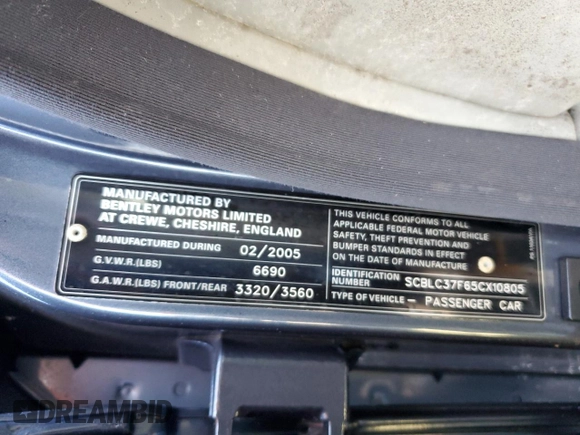 MANUFACTURED BY
BENTLEY MOTORS LIMITED
AT CREWE, CHESHIRE, ENGLAND
MANUFACTURED DURING 02/2005
G.V.W.R.(LBS) 6690
G.A.W.R.(LBS) FRONT/REAR 3320/3560
THIS VEHICLE CONFORMS TO ALL
APPLICABLE FEDERAL MOTOR VEHICLE
SAFETY, THEFT PREVENTION AND
BUMPER STANDARDS IN EFFECT
ON THE DATE OF MANUFACTURE
IDENTIFICATION
NUMBER SCBLC37F65CX10805
TYPE OF VEHICLE – PASSENGER CAR
DREAMBID